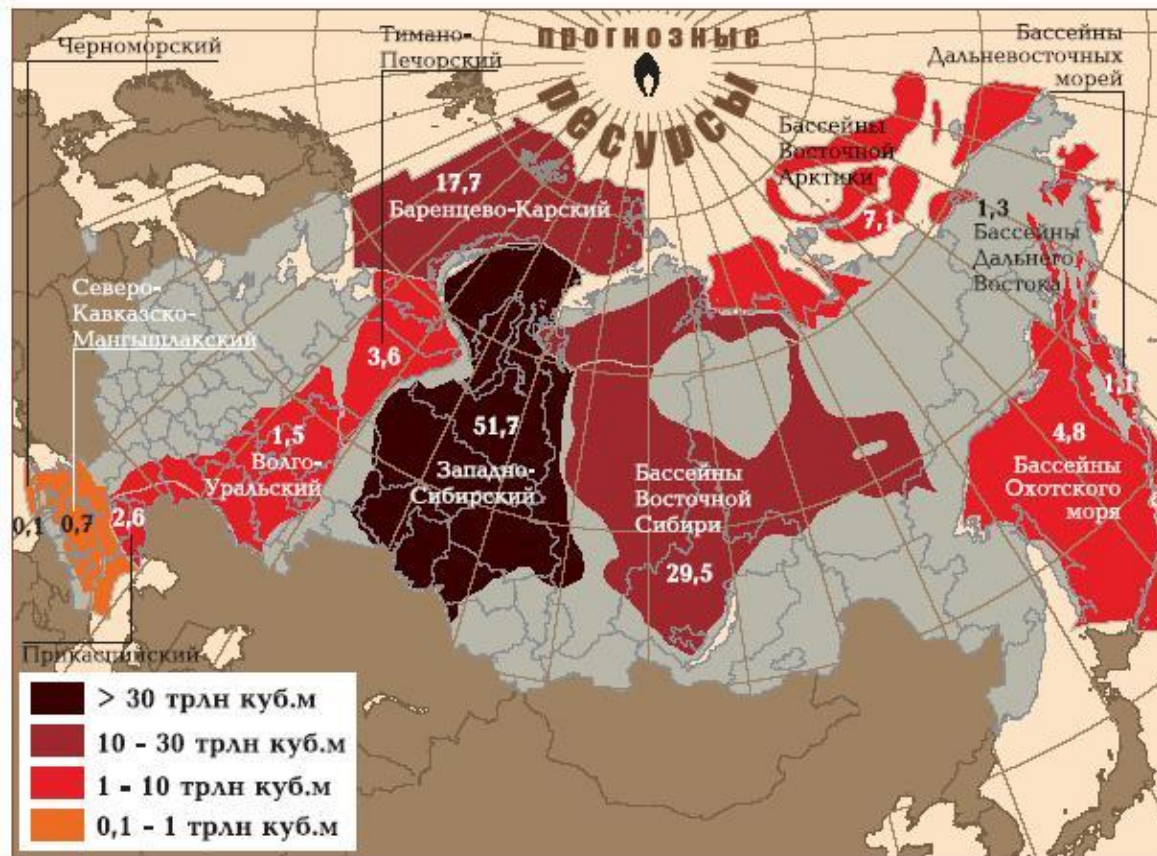 прогнозные
ресурсы
Черноморский
Тимано-
Печорский
Бассейны
Дальневосточных
морей
Бассейны
Восточной
Арктики
7,1
17,7
Баренцево-Карский
1,3
Бассейны
Дальнего
Востока
Северо-
Кавказско-
Мангышлакский
3,6
1,1
1,5
Волго-
Уральский
51,7
Западно-
Сибирский
4,8
Бассейны
Охотского
моря
Бассейны
Восточной
Сибири
29,5
0,1
0,7
2,6
Прикаспийский
> 30 трлн куб.м
10 - 30 трлн куб.м
1 - 10 трлн куб.м
0,1 - 1 трлн куб.м